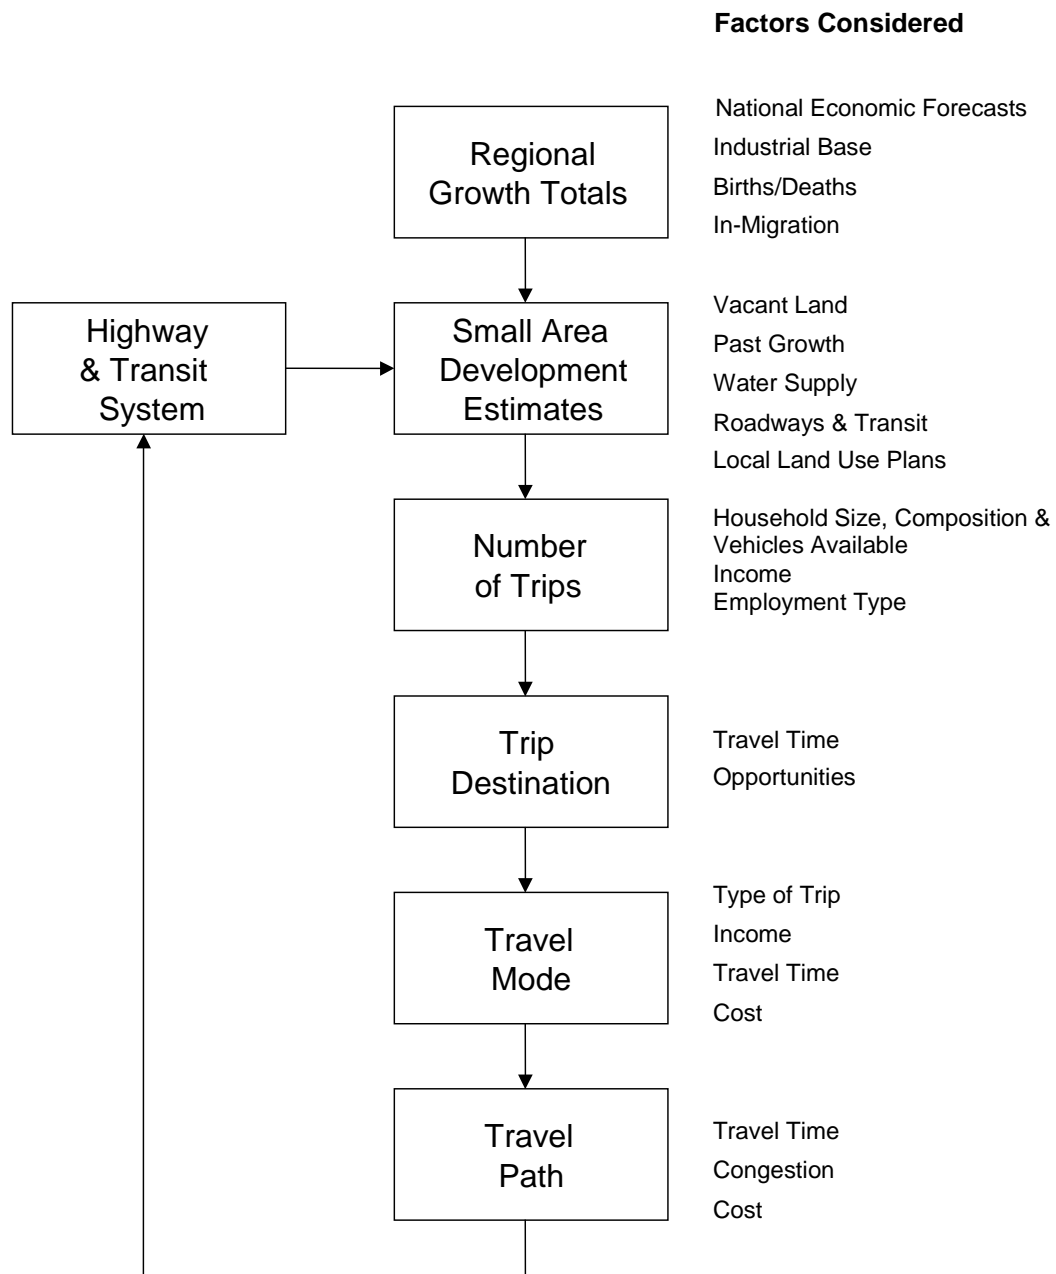 Factors Considered
Regional
Growth Totals
National Economic Forecasts
Industrial Base
Births/Deaths
In-Migration
Highway
& Transit
System
Small Area
Development
Estimates
Vacant Land
Past Growth
Water Supply
Roadways & Transit
Local Land Use Plans
Number
of Trips
Household Size, Composition &
Vehicles Available
Income
Employment Type
Trip
Destination
Travel Time
Opportunities
Travel
Mode
Type of Trip
Income
Travel Time
Cost
Travel
Path
Travel Time
Congestion
Cost